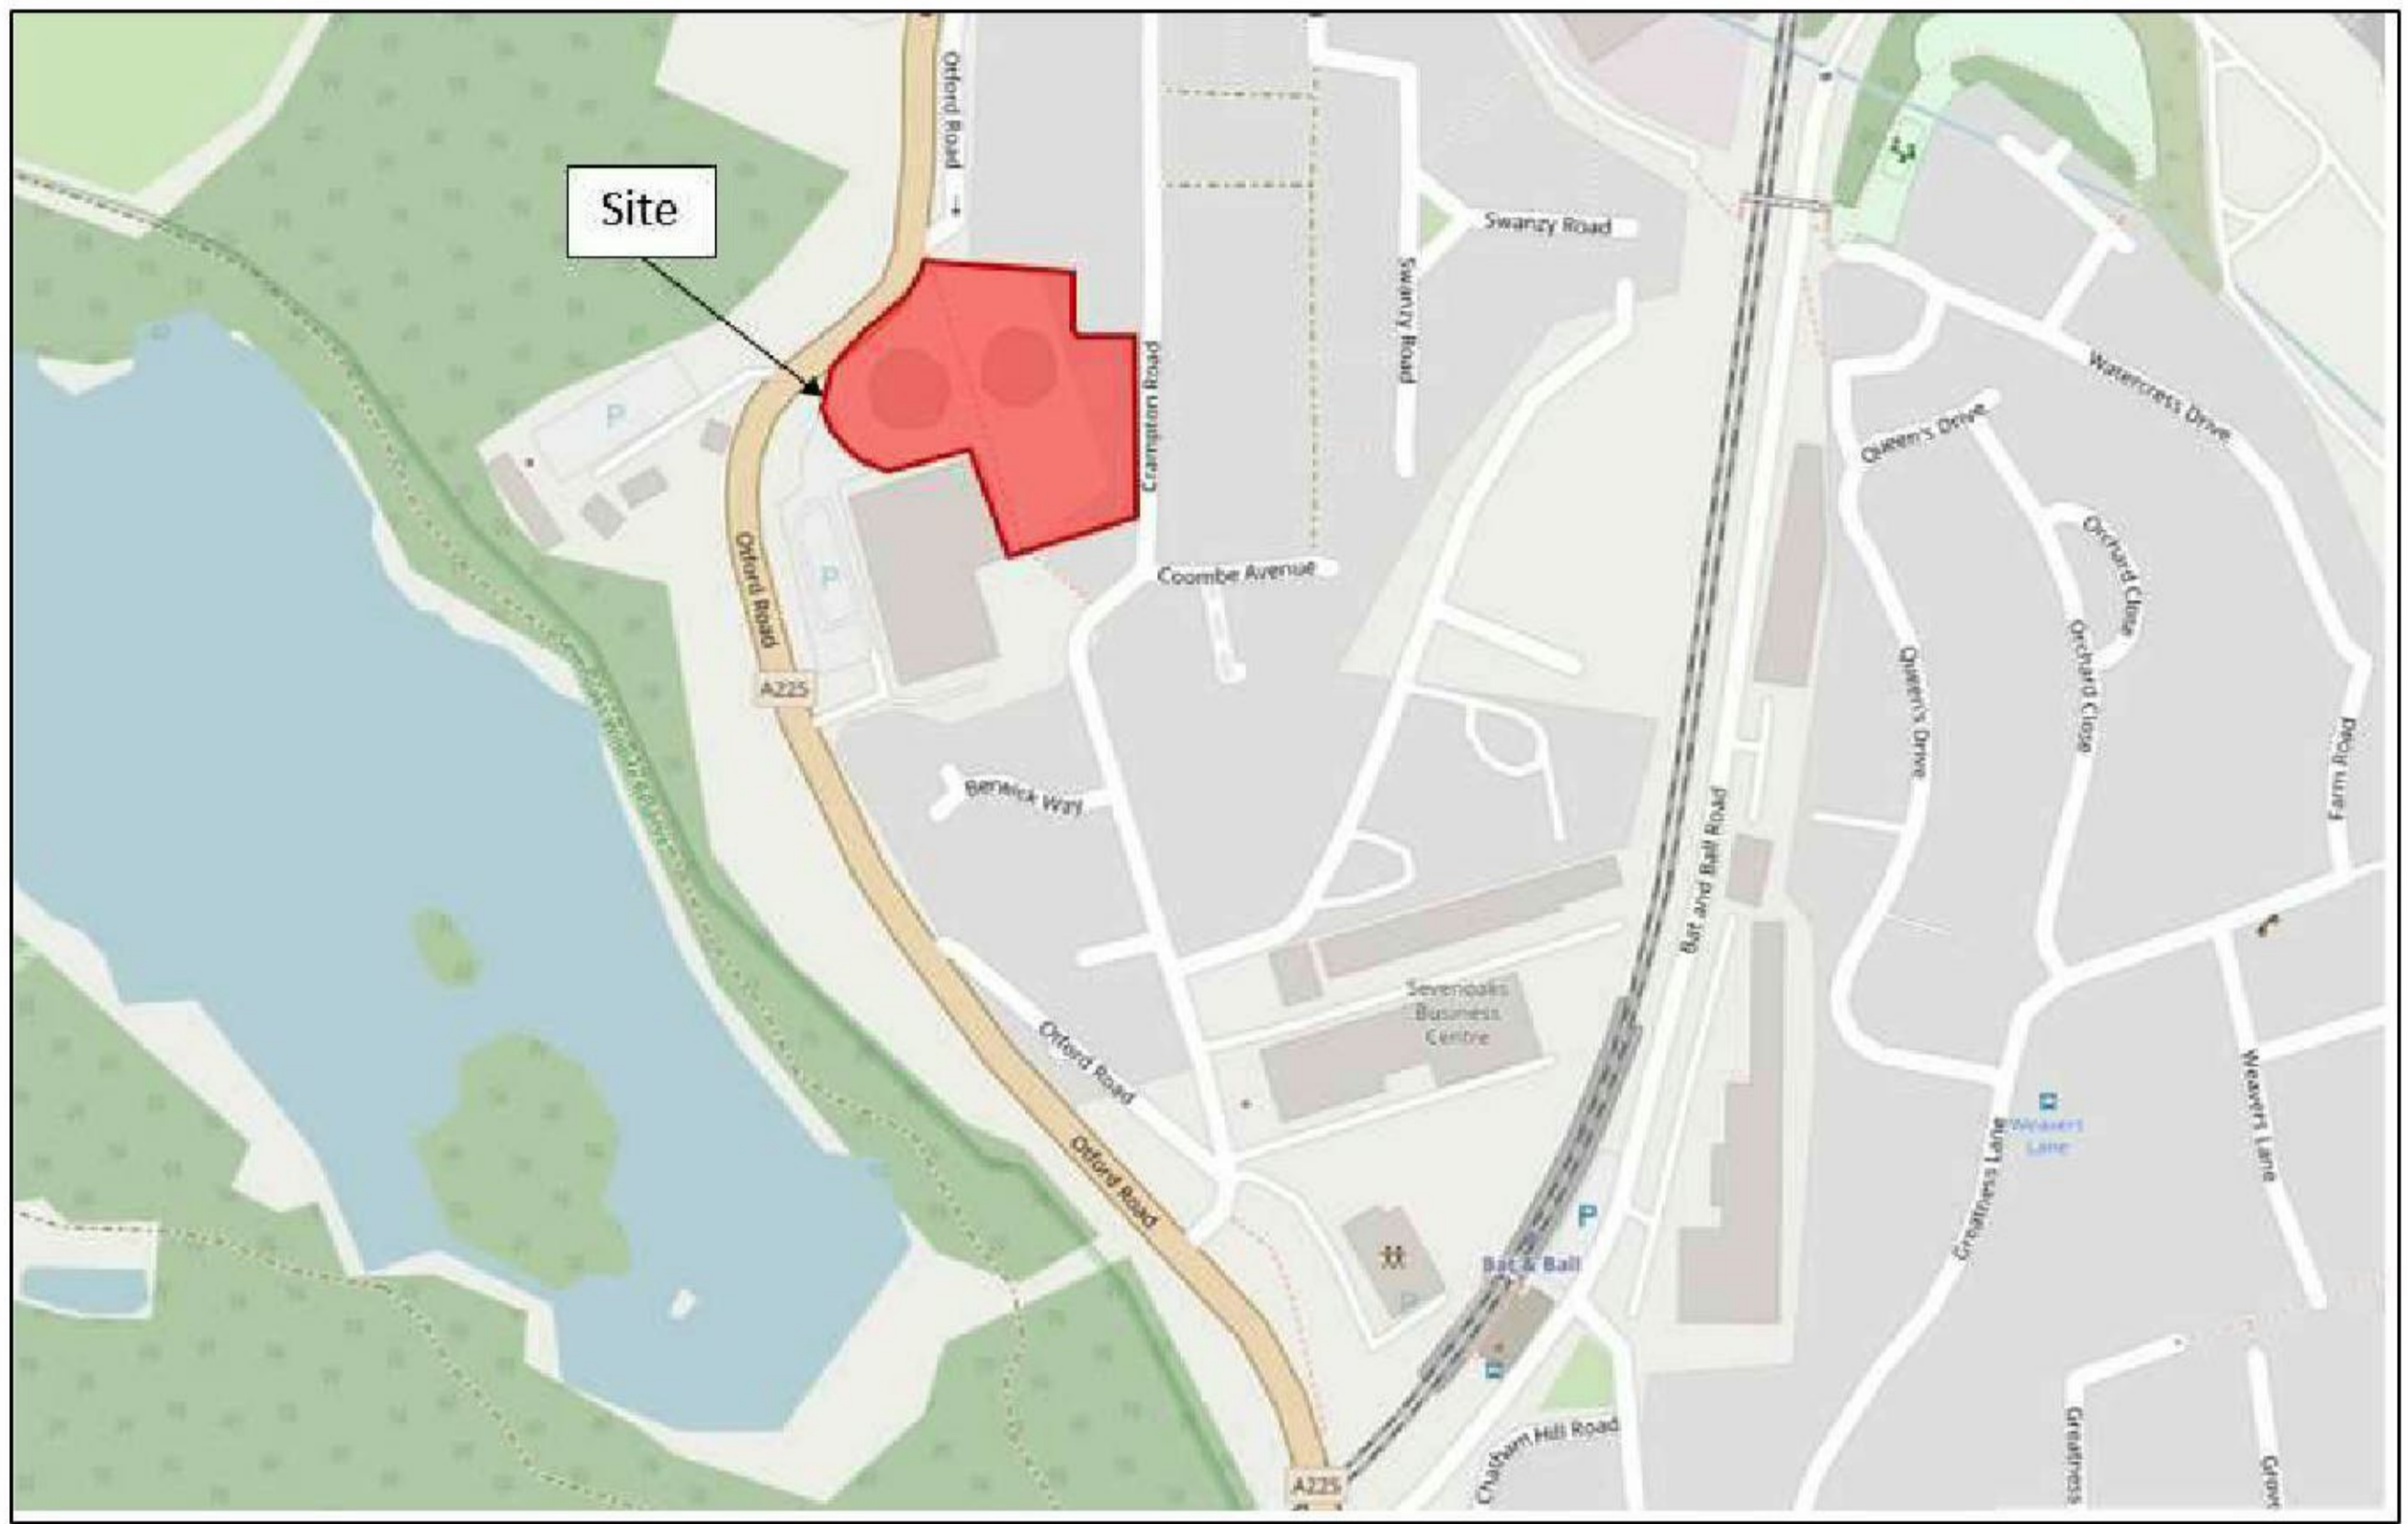 Otford Road
Site
Swanzy Road
Swanzy Road
Crampton Road
P
Watercress Drive
Queen's Drive
Orchard Close
Otford Road
P
Coombe Avenue
Orchard Close
Queen's Drive
A225
Farm Road
Berwick Way
Bat and Ball Road
Sevenoaks
Business
Centre
Otford Road
Weavers Lane
Weavers
Lane
Otford Road
Greatness Lane
P
Bat & Ball
P
Chatham Hill Road
Greatness
Grove
A225